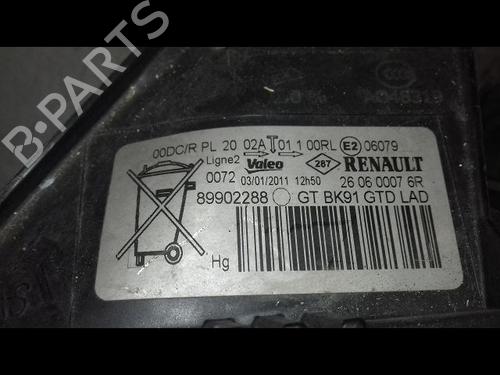 00DC/R PL 20 02A 01 1 00RL E2 06079
Ligne2 Valeo 287 RENAULT
0072 03/01/2011 12h50 26 06 0007 6R
89902288 GT BK91 GTD LAD
Hg
B-PARTS